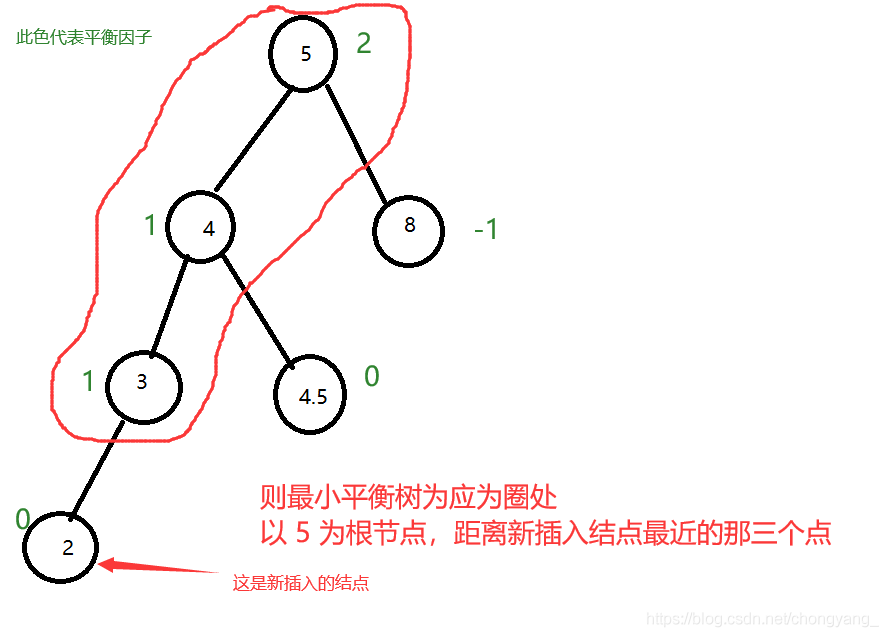 此色代表平衡因子
5
2
1
4
8
-1
1
3
4.5
0
0
2
则最小平衡树为应为圈处
以 5 为根节点，距离新插入结点最近的那三个点
这是新插入的结点
https://blog.csdn.net/chongyang_